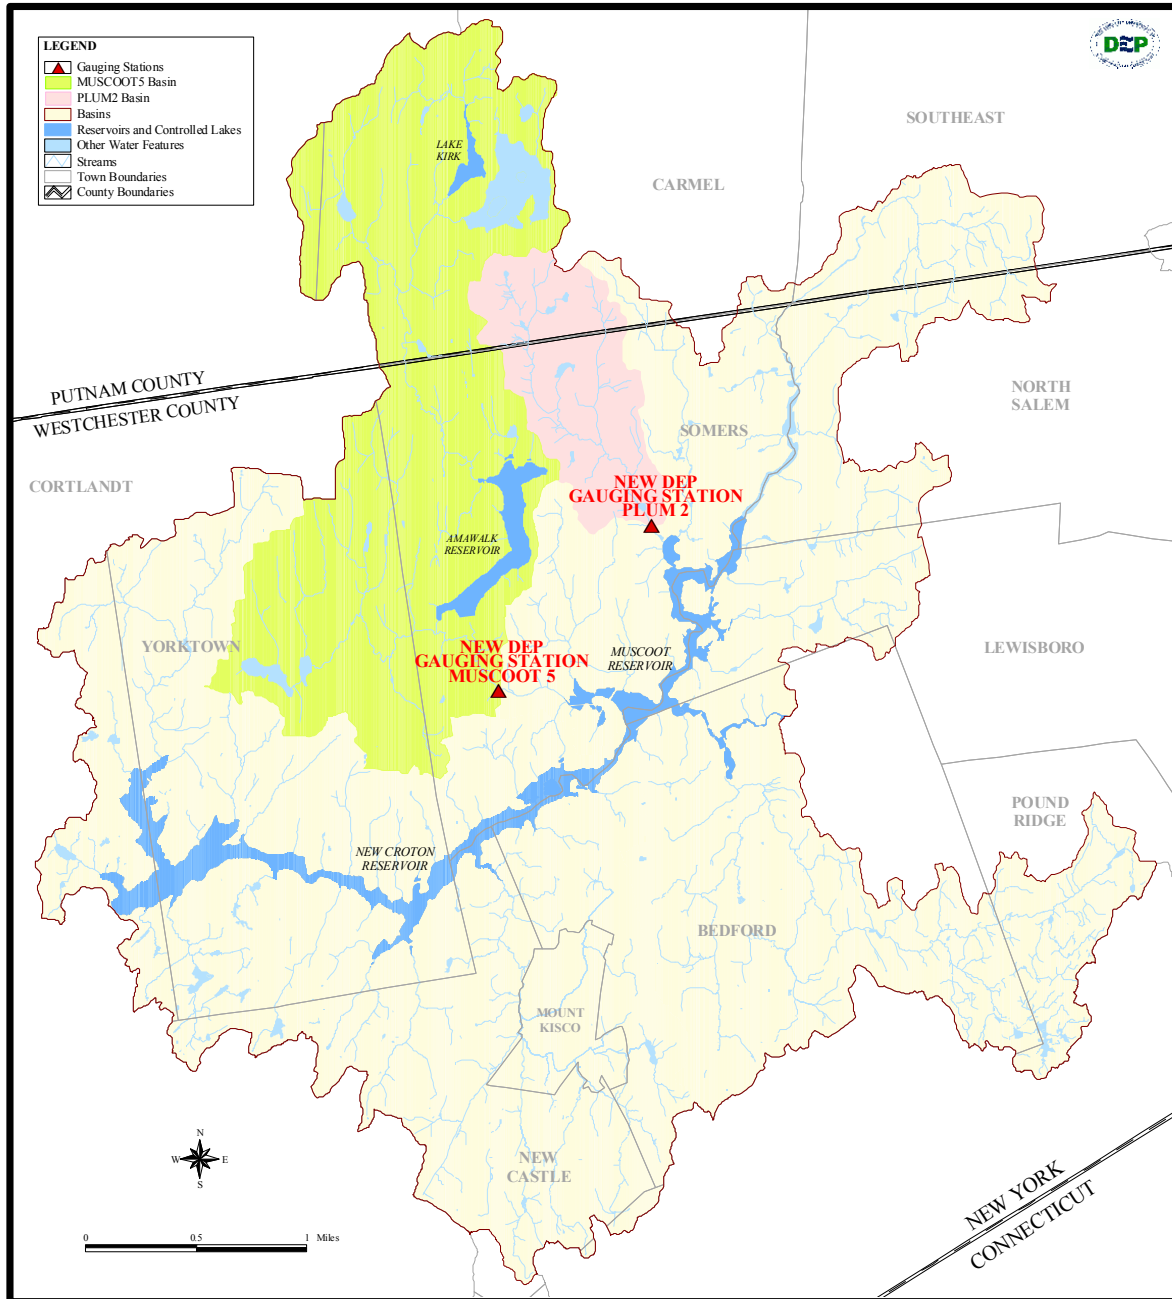 LEGEND
Gauging Stations
MUSCOOT5 Basin
PLUM2 Basin
Basins
Reservoirs and Controlled Lakes
Other Water Features
Streams
Town Boundaries
County Boundaries
DEP
SOUTHEAST
LAKE
KIRK
CARMEL
PUTNAM COUNTY
WESTCHESTER COUNTY
NORTH
SALEM
SOMERS
CORTLANDT
NEW DEP
GAUGING STATION
PLUM 2
AMAWALK
RESERVOIR
YORKTOWN
NEW DEP
GAUGING STATION
MUSCOOT 5
MUSCOOT
RESERVOIR
LEWISBORO
POUND
RIDGE
NEW CROTON
RESERVOIR
BEDFORD
MOUNT
KISCO
NEW
CASTLE
N
W E
S
NEW YORK
CONNECTICUT
0 0.5 1 Miles